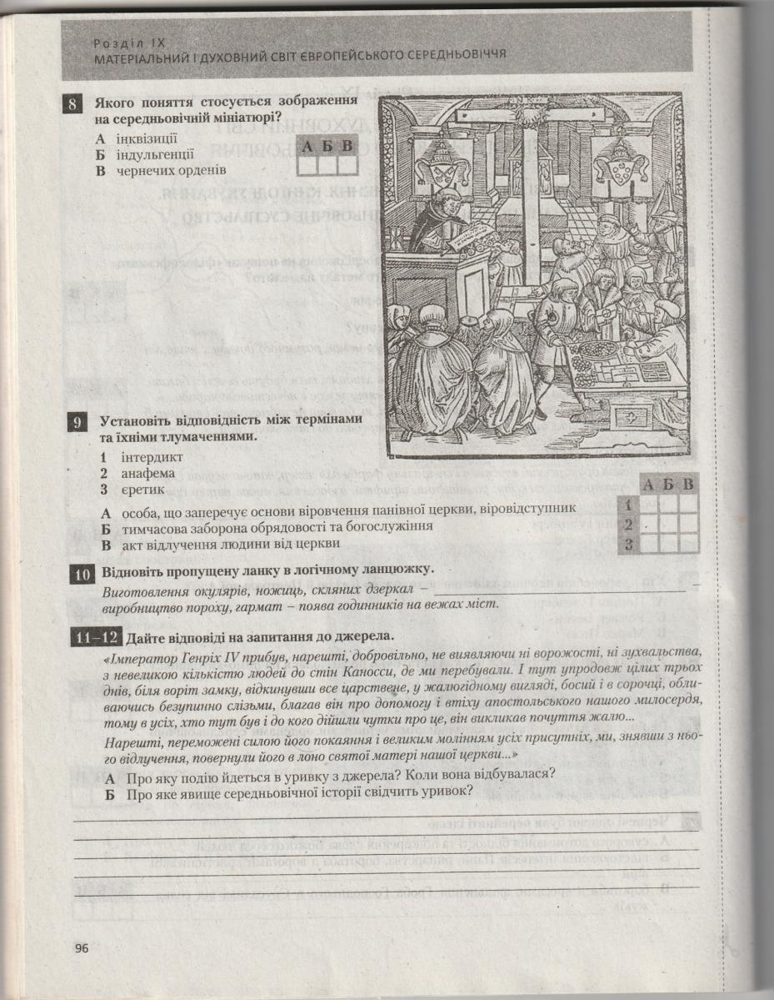 Розділ IX
МАТЕРІАЛЬНИЙ І ДУХОВНИЙ СВІТ ЄВРОПЕЙСЬКОГО СЕРЕДНЬОВІЧЧЯ
8 Якого поняття стосується зображення
на середньовічній мініатюрі?
А інквізиції
Б індульгенції
В чернечих орденів
А Б В
9 Установіть відповідність між термінами
та їхніми тлумаченнями.
1 інтердикт
2 анафема
3 єретик
А особа, що заперечує основи віровчення панівної церкви, віровідступник
Б тимчасова заборона обрядовості та богослужіння
В акт відлучення людини від церкви
А Б В
1
2
3
10 Відновіть пропущену ланку в логічному ланцюжку.
Виготовлення окулярів, ножиць, скляних дзеркал – –
виробництво пороху, гармат – поява годинників на вежах міст.
11–12 Дайте відповіді на запитання до джерела.
«Імператор Генріх IV прибув, нарешті, добровільно, не виявляючи ні ворожості, ні зухвальства,
з невеликою кількістю людей до стін Каносси, де ми перебували. І тут упродовж цілих трьох
днів, біля воріт замку, відкинувши все царствене, у жалюгідному вигляді, босий і в сорочці, обли-
ваючись безупинно слізьми, благав він про допомогу і втіху апостольського нашого милосердя,
тому в усіх, хто тут був і до кого дійшли чутки про це, він викликав почуття жалю...
Нарешті, переможені силою його покаяння і великим молінням усіх присутніх, ми, знявши з ньо-
го відлучення, повернули його в лоно святої матері нашої церкви...»
А Про яку подію йдеться в уривку з джерела? Коли вона відбувалася?
Б Про яке явище середньовічної історії свідчить уривок?
96